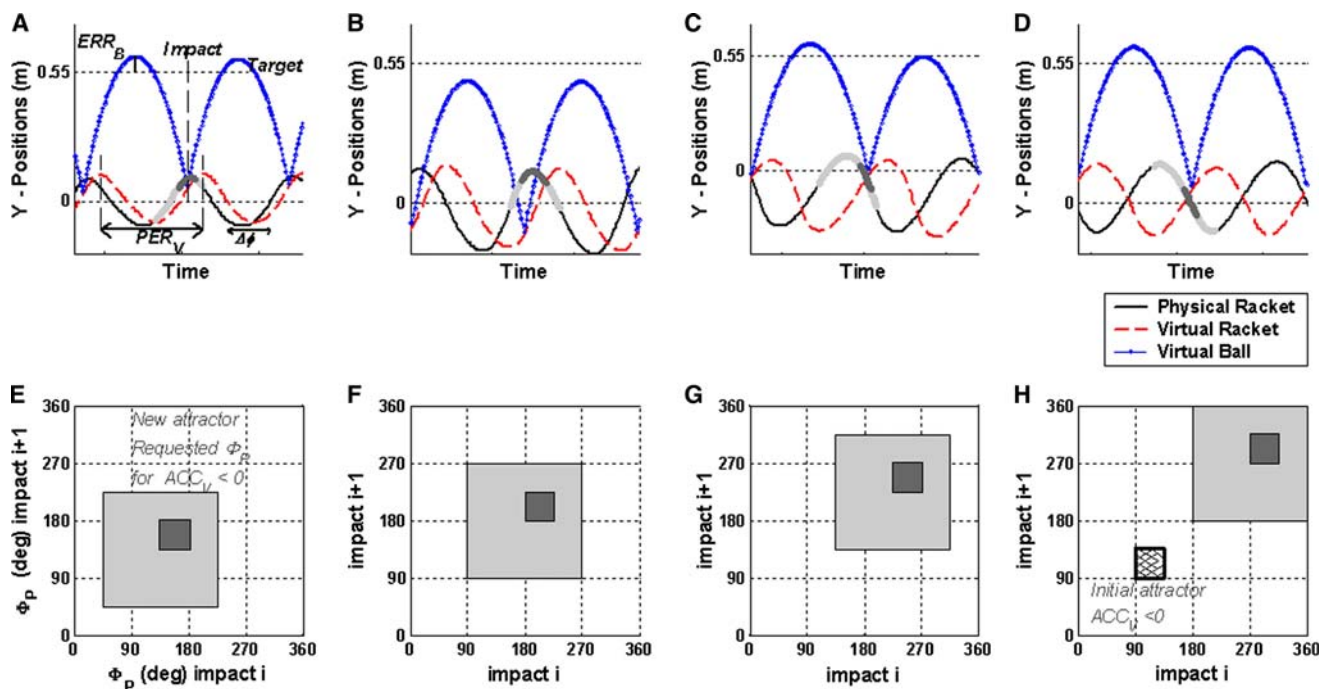 A
B
C
D
ERR_B
Impact
Target
0.55
0
Y - Positions (m)
PER_V
Δϕ
Time
0.55
0
Y - Positions (m)
Time
0.55
0
Y - Positions (m)
Time
0.55
0
Y - Positions (m)
Time
Physical Racket
Virtual Racket
Virtual Ball
E
F
G
H
360
270
180
90
0
Φ_P (deg) impact i+1
New attractor
Requested Φ_P
for ACC_V < 0
0 90 180 270 360
Φ_P (deg) impact i
360
270
180
90
0
impact i+1
0 90 180 270 360
impact i
360
270
180
90
0
impact i+1
0 90 180 270 360
impact i
360
270
180
90
0
impact i+1
Initial attractor
ACC_V <0
0 90 180 270 360
impact i